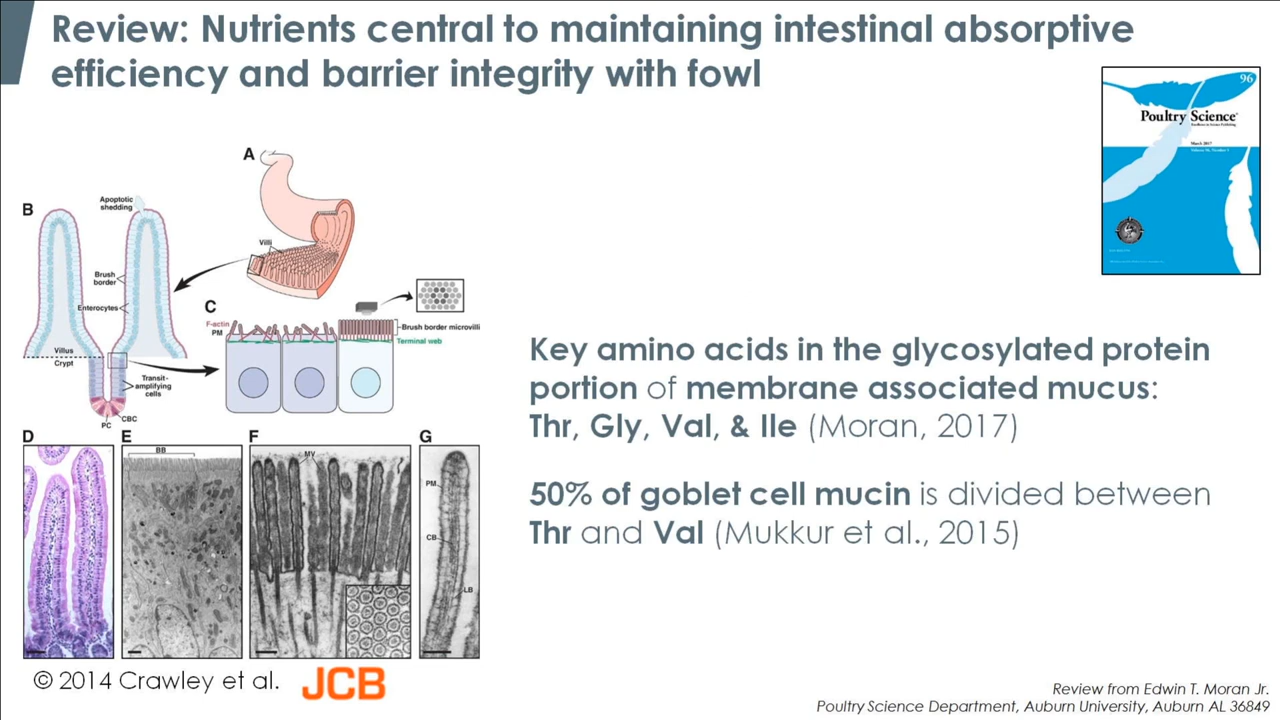 Review: Nutrients central to maintaining intestinal absorptive
efficiency and barrier integrity with fowl
96
Poultry Science
March 2017
A
Villi
B
Apoptotic
shedding
Brush
border
Enterocytes
Villus
Crypt
Transit-
amplifying
cells
PC
CBC
C
F-actin
PM
Brush border microvilli
Terminal web
D
E
BB
F
MV
G
PM
CB
LB
Key amino acids in the glycosylated protein
portion of membrane associated mucus:
Thr, Gly, Val, & Ile (Moran, 2017)
50% of goblet cell mucin is divided between
Thr and Val (Mukkur et al., 2015)
© 2014 Crawley et al.
JCB
Review from Edwin T. Moran Jr.
Poultry Science Department, Auburn University, Auburn AL 36849